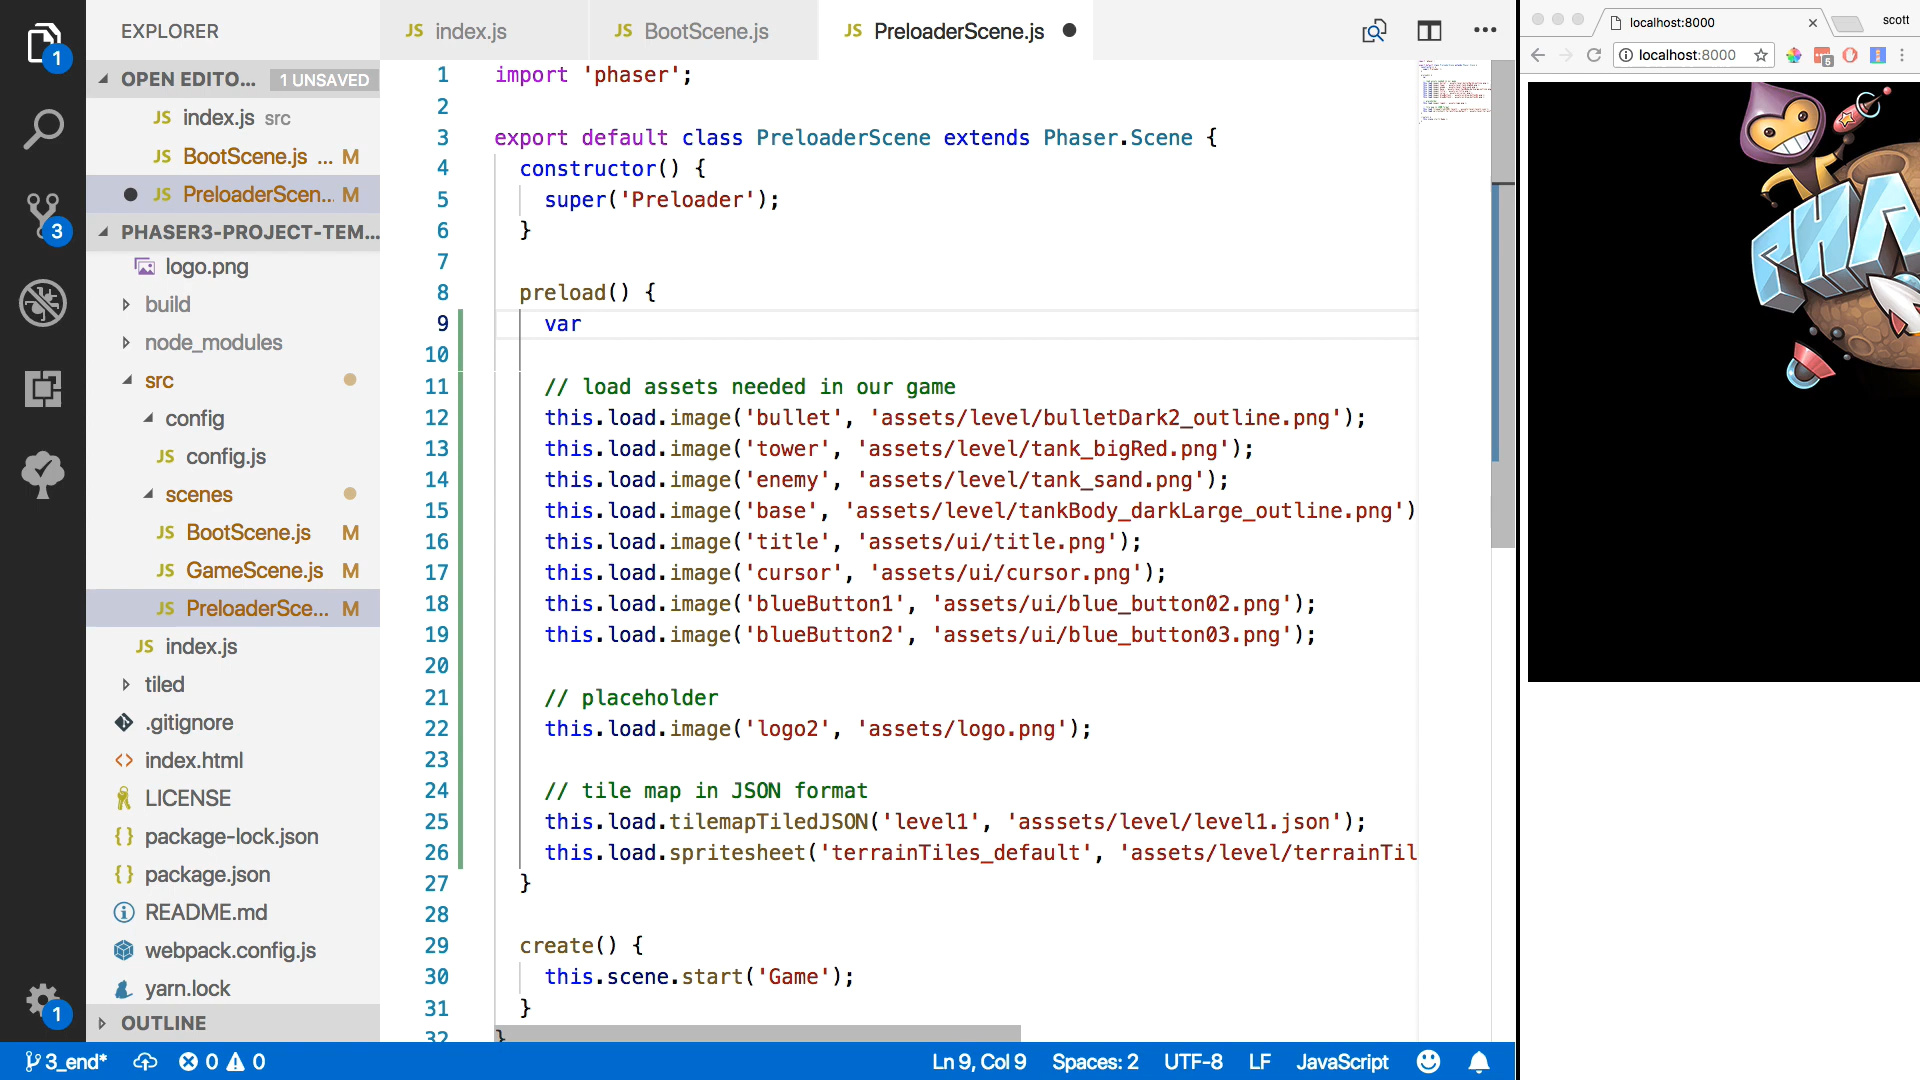 EXPLORER
OPEN EDITO... 1 UNSAVED
JS index.js src
JS BootScene.js ... M
JS PreloaderScen... M
PHASER3-PROJECT-TEM...
logo.png
build
node_modules
src
config
JS config.js
scenes
JS BootScene.js M
JS GameScene.js M
JS PreloaderSce... M
JS index.js
tiled
.gitignore
index.html
LICENSE
package-lock.json
package.json
README.md
webpack.config.js
yarn.lock
OUTLINE
1
3
1
JS index.js
JS BootScene.js
JS PreloaderScene.js
1 import 'phaser';
2
3 export default class PreloaderScene extends Phaser.Scene {
4 constructor() {
5 super('Preloader');
6 }
7
8 preload() {
9 var
10
11 // load assets needed in our game
12 this.load.image('bullet', 'assets/level/bulletDark2_outline.png');
13 this.load.image('tower', 'assets/level/tank_bigRed.png');
14 this.load.image('enemy', 'assets/level/tank_sand.png');
15 this.load.image('base', 'assets/level/tankBody_darkLarge_outline.png')
16 this.load.image('title', 'assets/ui/title.png');
17 this.load.image('cursor', 'assets/ui/cursor.png');
18 this.load.image('blueButton1', 'assets/ui/blue_button02.png');
19 this.load.image('blueButton2', 'assets/ui/blue_button03.png');
20
21 // placeholder
22 this.load.image('logo2', 'assets/logo.png');
23
24 // tile map in JSON format
25 this.load.tilemapTiledJSON('level1', 'asssets/level/level1.json');
26 this.load.spritesheet('terrainTiles_default', 'assets/level/terrainTil
27 }
28
29 create() {
30 this.scene.start('Game');
31 }
32 }
3_end* 0 0
Ln 9, Col 9 Spaces: 2 UTF-8 LF JavaScript
localhost:8000
scott
localhost:8000
5
PHA